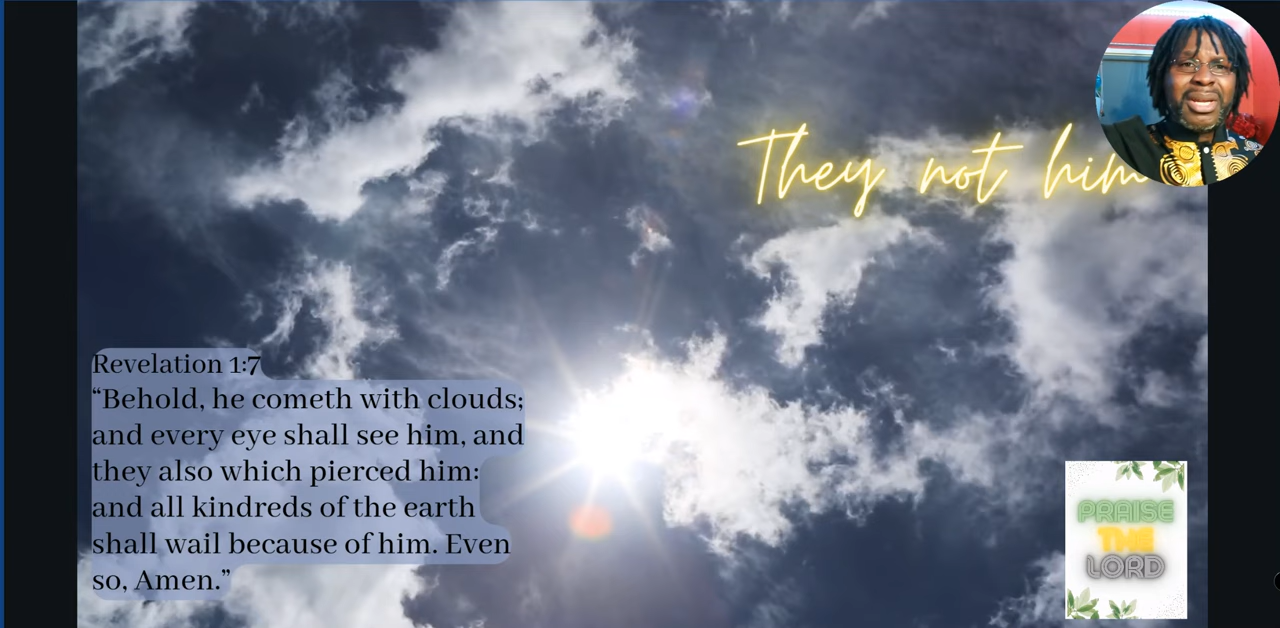 They not him
Revelation 1:7
“Behold, he cometh with clouds;
and every eye shall see him, and
they also which pierced him:
and all kindreds of the earth
shall wail because of him. Even
so, Amen.”
PRAISE
THE
LORD